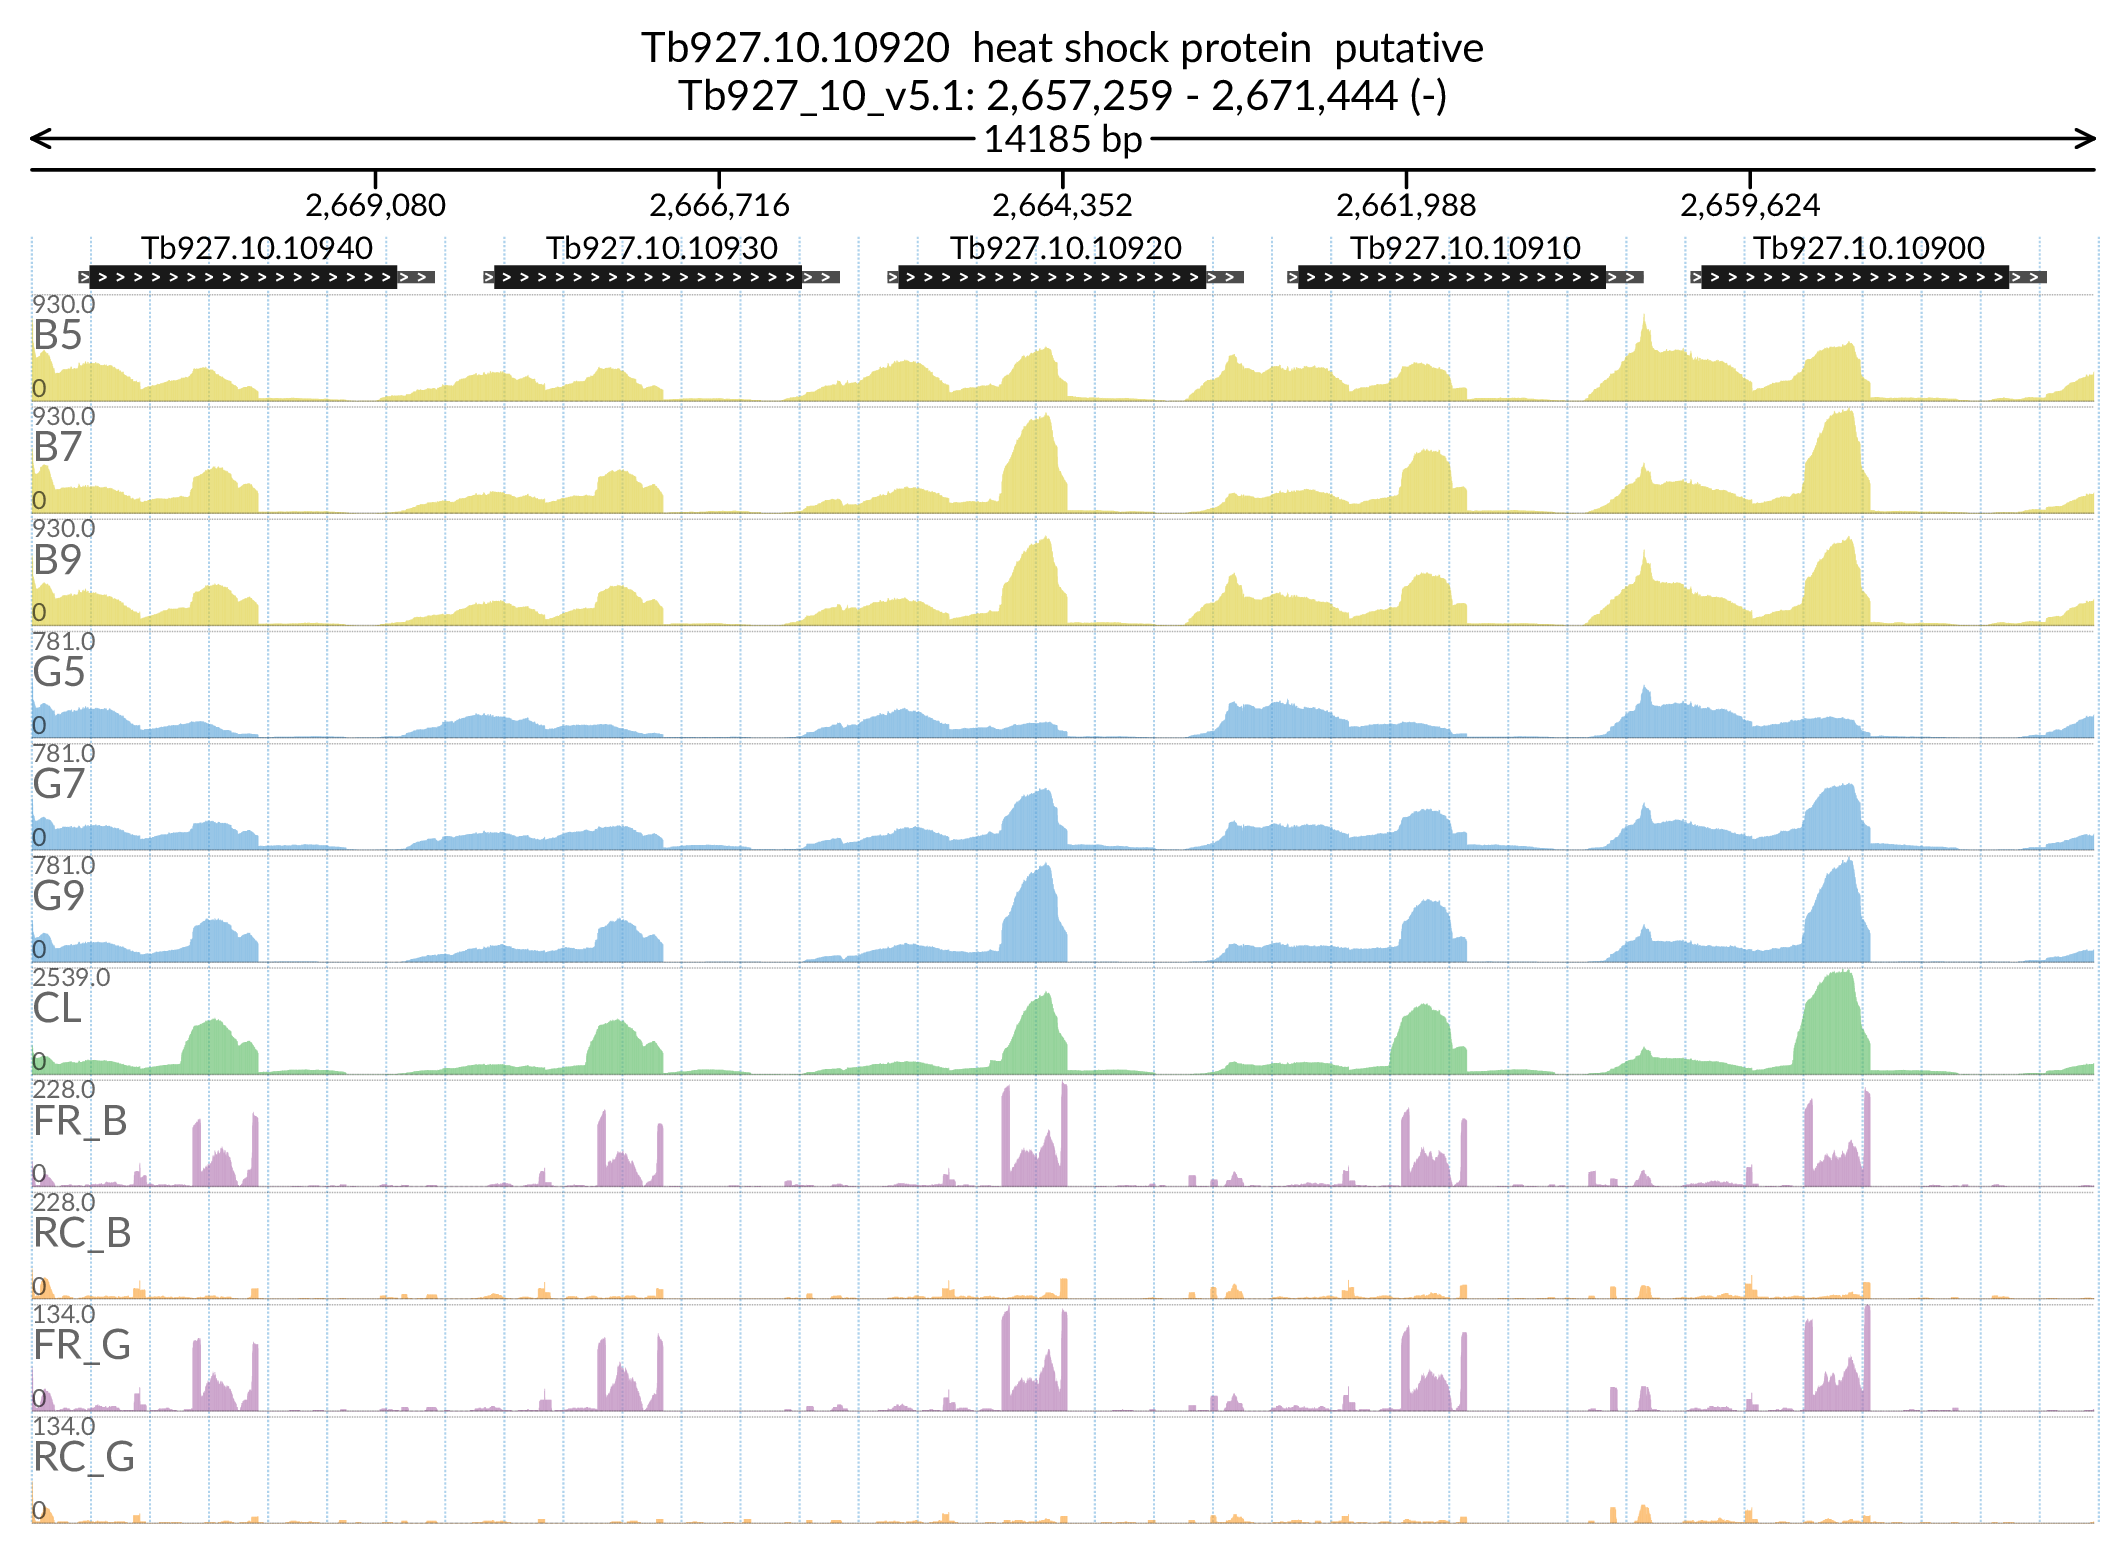 Tb927.10.10920 heat shock protein putative
Tb927_10_v5.1: 2,657,259 - 2,671,444 (-)
14185 bp
2,669,080 2,666,716 2,664,352 2,661,988 2,659,624
Tb927.10.10940 Tb927.10.10930 Tb927.10.10920 Tb927.10.10910 Tb927.10.10900
930.0
B5
0
930.0
B7
0
930.0
B9
0
781.0
G5
0
781.0
G7
0
781.0
G9
0
2539.0
CL
0
228.0
FR_B
0
228.0
RC_B
0
134.0
FR_G
0
134.0
RC_G
0